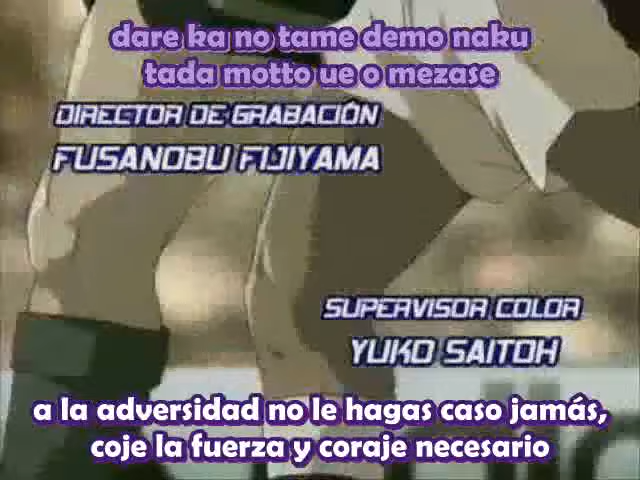 dare ka no tame demo naku
tada motto ue o mezase
DIRECTOR DE GRABACIÓN
FUSANOBU FIJIYAMA
SUPERVISOR COLOR
YUKO SAITOH
a la adversidad no le hagas caso jamás,
coje la fuerza y coraje necesario